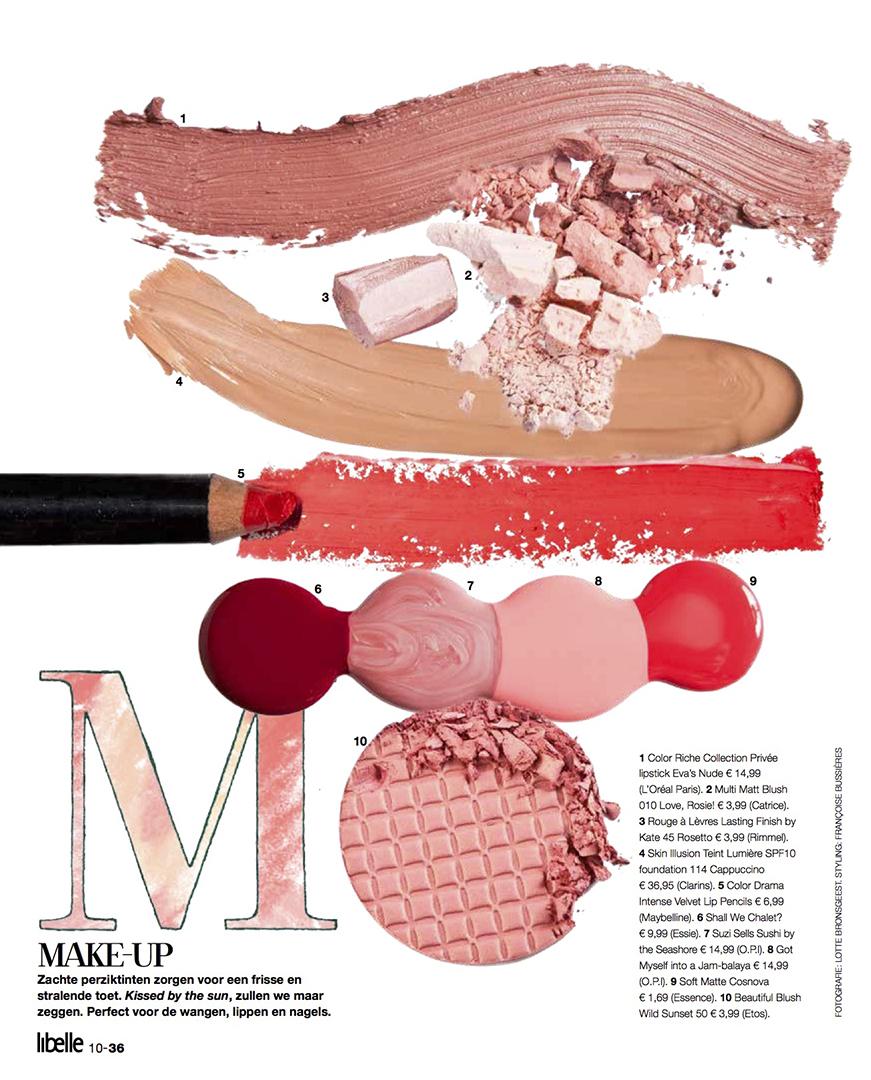 1
2
3
4
5
6
7
8
9
10
M
MAKE-UP
Zachte perziktinten zorgen voor een frisse en
stralende toet. Kissed by the sun, zullen we maar
zeggen. Perfect voor de wangen, lippen en nagels.
libelle 10-36
1 Color Riche Collection Privée
lipstick Eva's Nude € 14,99
(L'Oréal Paris). 2 Multi Matt Blush
010 Love, Rosie! € 3,99 (Catrice).
3 Rouge à Lèvres Lasting Finish by
Kate 45 Rosetto € 3,99 (Rimmel).
4 Skin Illusion Teint Lumière SPF10
foundation 114 Cappuccino
€ 36,95 (Clarins). 5 Color Drama
Intense Velvet Lip Pencils € 6,99
(Maybelline). 6 Shall We Chalet?
€ 9,99 (Essie). 7 Suzi Sells Sushi by
the Seashore € 14,99 (O.P.I). 8 Got
Myself into a Jam-balaya € 14,99
(O.P.I). 9 Soft Matte Cosnova
€ 1,69 (Essence). 10 Beautiful Blush
Wild Sunset 50 € 3,99 (Etos).
FOTOGRAFIE: LOTTE BRONSGEEST. STYLING: FRANÇOISE BUSSIÈRES